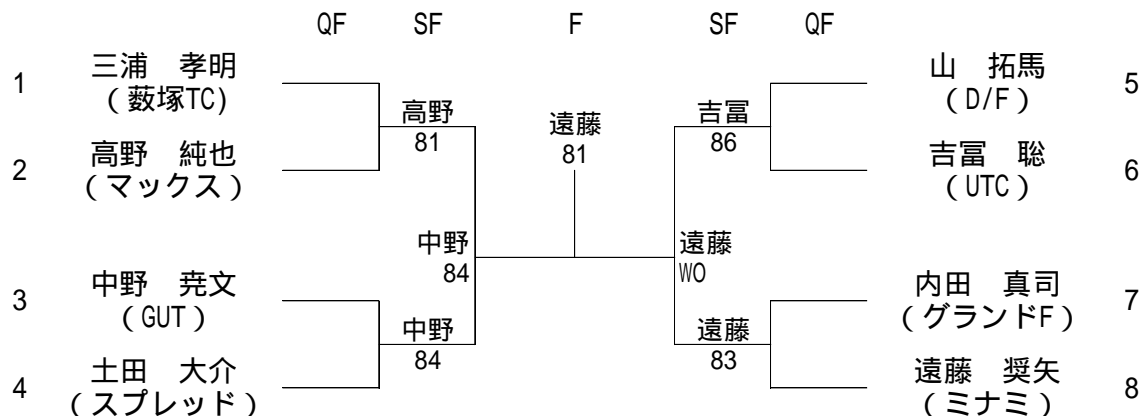 QF SF F SF QF
1 三浦 孝明
(薮塚TC)
2 高野 純也
(マックス)
3 中野 尭文
(GUT)
4 土田 大介
(スプレッド)
高野
81
中野
84
中野
84
遠藤
81
吉冨
86
遠藤
WO
遠藤
83
山 拓馬 5
(D/F)
吉冨 聡 6
(UTC)
内田 真司 7
(グランドF)
遠藤 奨矢 8
(ミナミ)